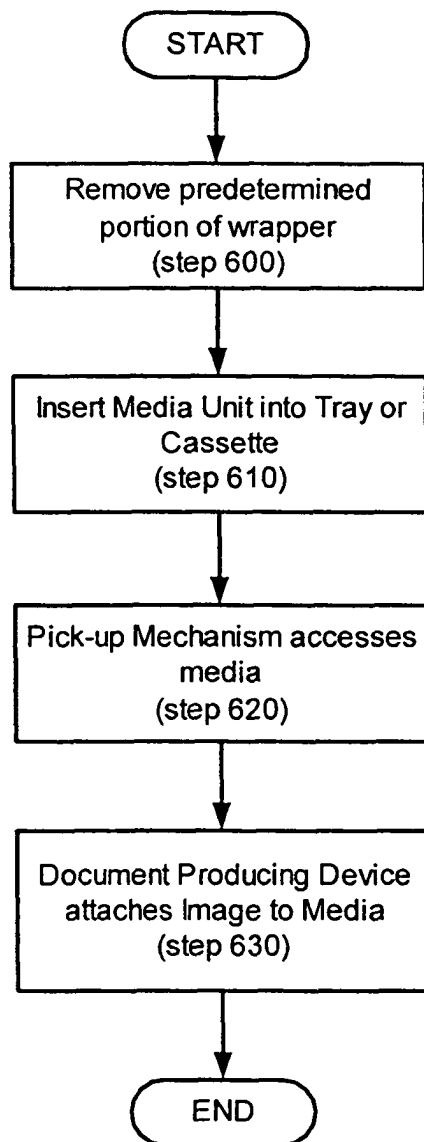 START
Remove predetermined
portion of wrapper
(step 600)
Insert Media Unit into Tray or
Cassette
(step 610)
Pick-up Mechanism accesses
media
(step 620)
Document Producing Device
attaches Image to Media
(step 630)
END